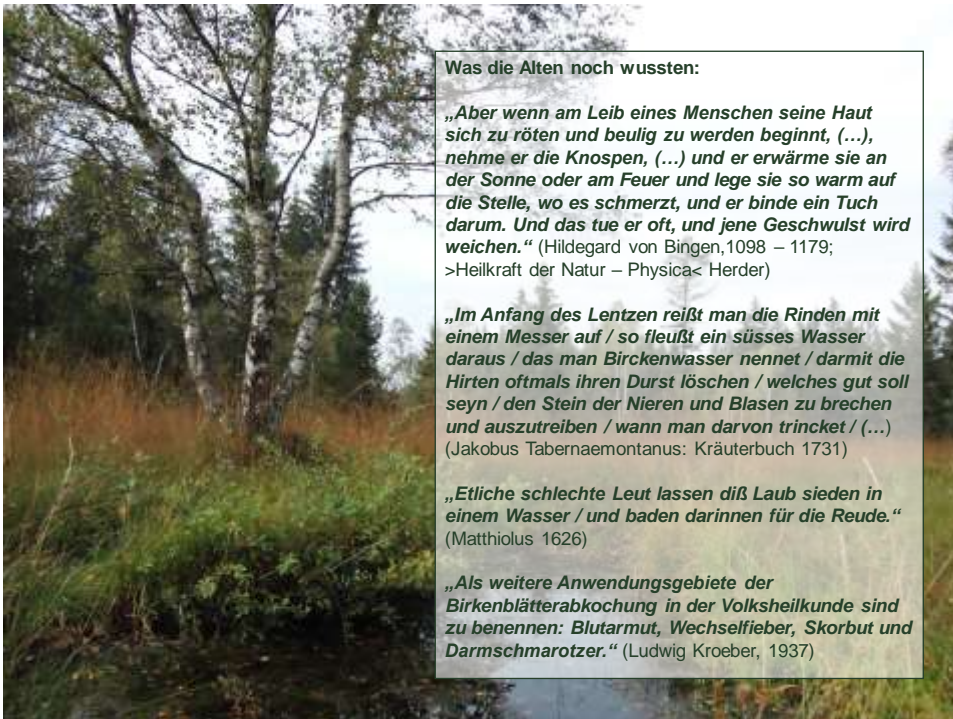 Was die Alten noch wussten:
„Aber wenn am Leib eines Menschen seine Haut
sich zu röten und beulig zu werden beginnt, (…),
nehme er die Knospen, (…) und er erwärme sie an
der Sonne oder am Feuer und lege sie so warm auf
die Stelle, wo es schmerzt, und er binde ein Tuch
darum. Und das tue er oft, und jene Geschwulst wird
weichen.“ (Hildegard von Bingen,1098 – 1179;
>Heilkraft der Natur – Physica< Herder)
„Im Anfang des Lentzen reißt man die Rinden mit
einem Messer auf / so fleußt ein süsses Wasser
daraus / das man Birckenwasser nennet / darmit die
Hirten oftmals ihren Durst löschen / welches gut soll
seyn / den Stein der Nieren und Blasen zu brechen
und auszutreiben / wann man darvon trincket / (…)
(Jakobus Tabernaemontanus: Kräuterbuch 1731)
„Etliche schlechte Leut lassen diß Laub sieden in
einem Wasser / und baden darinnen für die Reude.“
(Matthiolus 1626)
„Als weitere Anwendungsgebiete der
Birkenblätterabkochung in der Volksheilkunde sind
zu benennen: Blutarmut, Wechselfieber, Skorbut und
Darmschmarotzer.“ (Ludwig Kroeber, 1937)